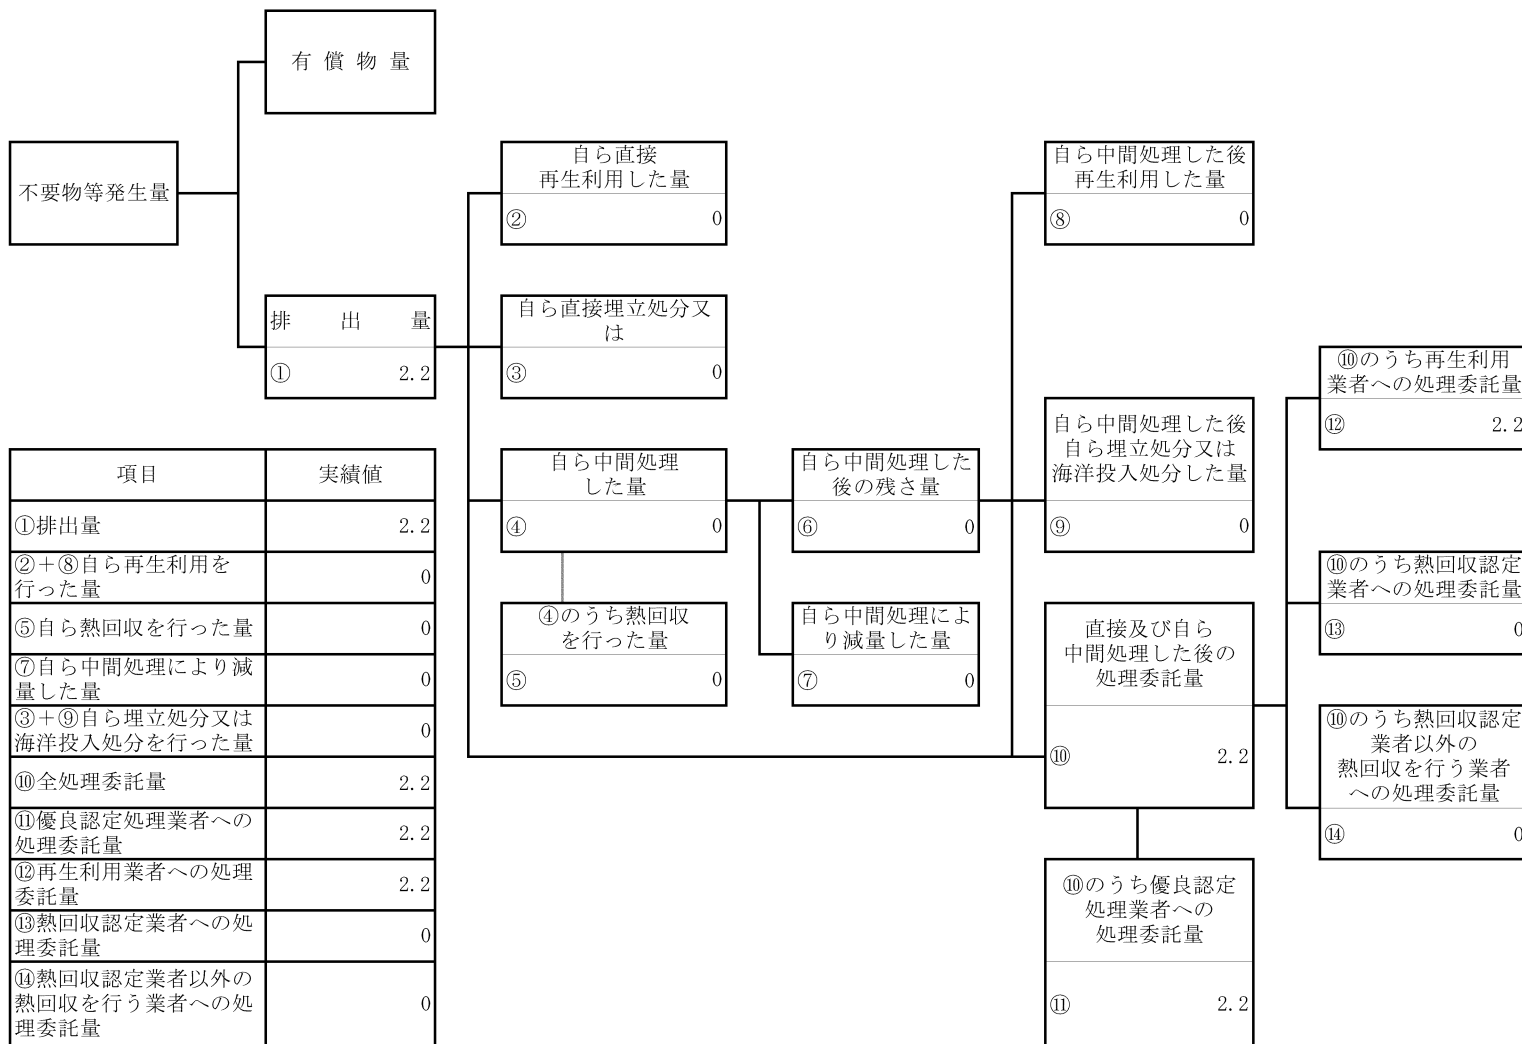 有償物量
不要物等発生量
自ら直接
再生利用した量
② 0
自ら中間処理した後
再生利用した量
⑧ 0
排出量
① 2.2
自ら直接埋立処分又
は
③ 0
⑩のうち再生利用
業者への処理委託量
⑫ 2.2
自ら中間処理した後
自ら埋立処分又は
海洋投入処分した量
⑨ 0
自ら中間処理
した量
④ 0
自ら中間処理した
後の残さ量
⑥ 0
④のうち熱回収
を行った量
⑤ 0
自ら中間処理によ
り減量した量
⑦ 0
⑩のうち熱回収認定
業者への処理委託量
⑬ 0
直接及び自ら
中間処理した後の
処理委託量
⑩ 2.2
⑩のうち熱回収認定
業者以外の
熱回収を行う業者
への処理委託量
⑭ 0
⑩のうち優良認定
処理業者への
処理委託量
⑪ 2.2
項目 実績値
①排出量 2.2
②+⑧自ら再生利用を
行った量 0
⑤自ら熱回収を行った量 0
⑦自ら中間処理により減
量した量 0
③+⑨自ら埋立処分又は
海洋投入処分を行った量 0
⑩全処理委託量 2.2
⑪優良認定処理業者への
処理委託量 2.2
⑫再生利用業者への処理
委託量 2.2
⑬熱回収認定業者への処
理委託量 0
⑭熱回収認定業者以外の
熱回収を行う業者への処
理委託量 0